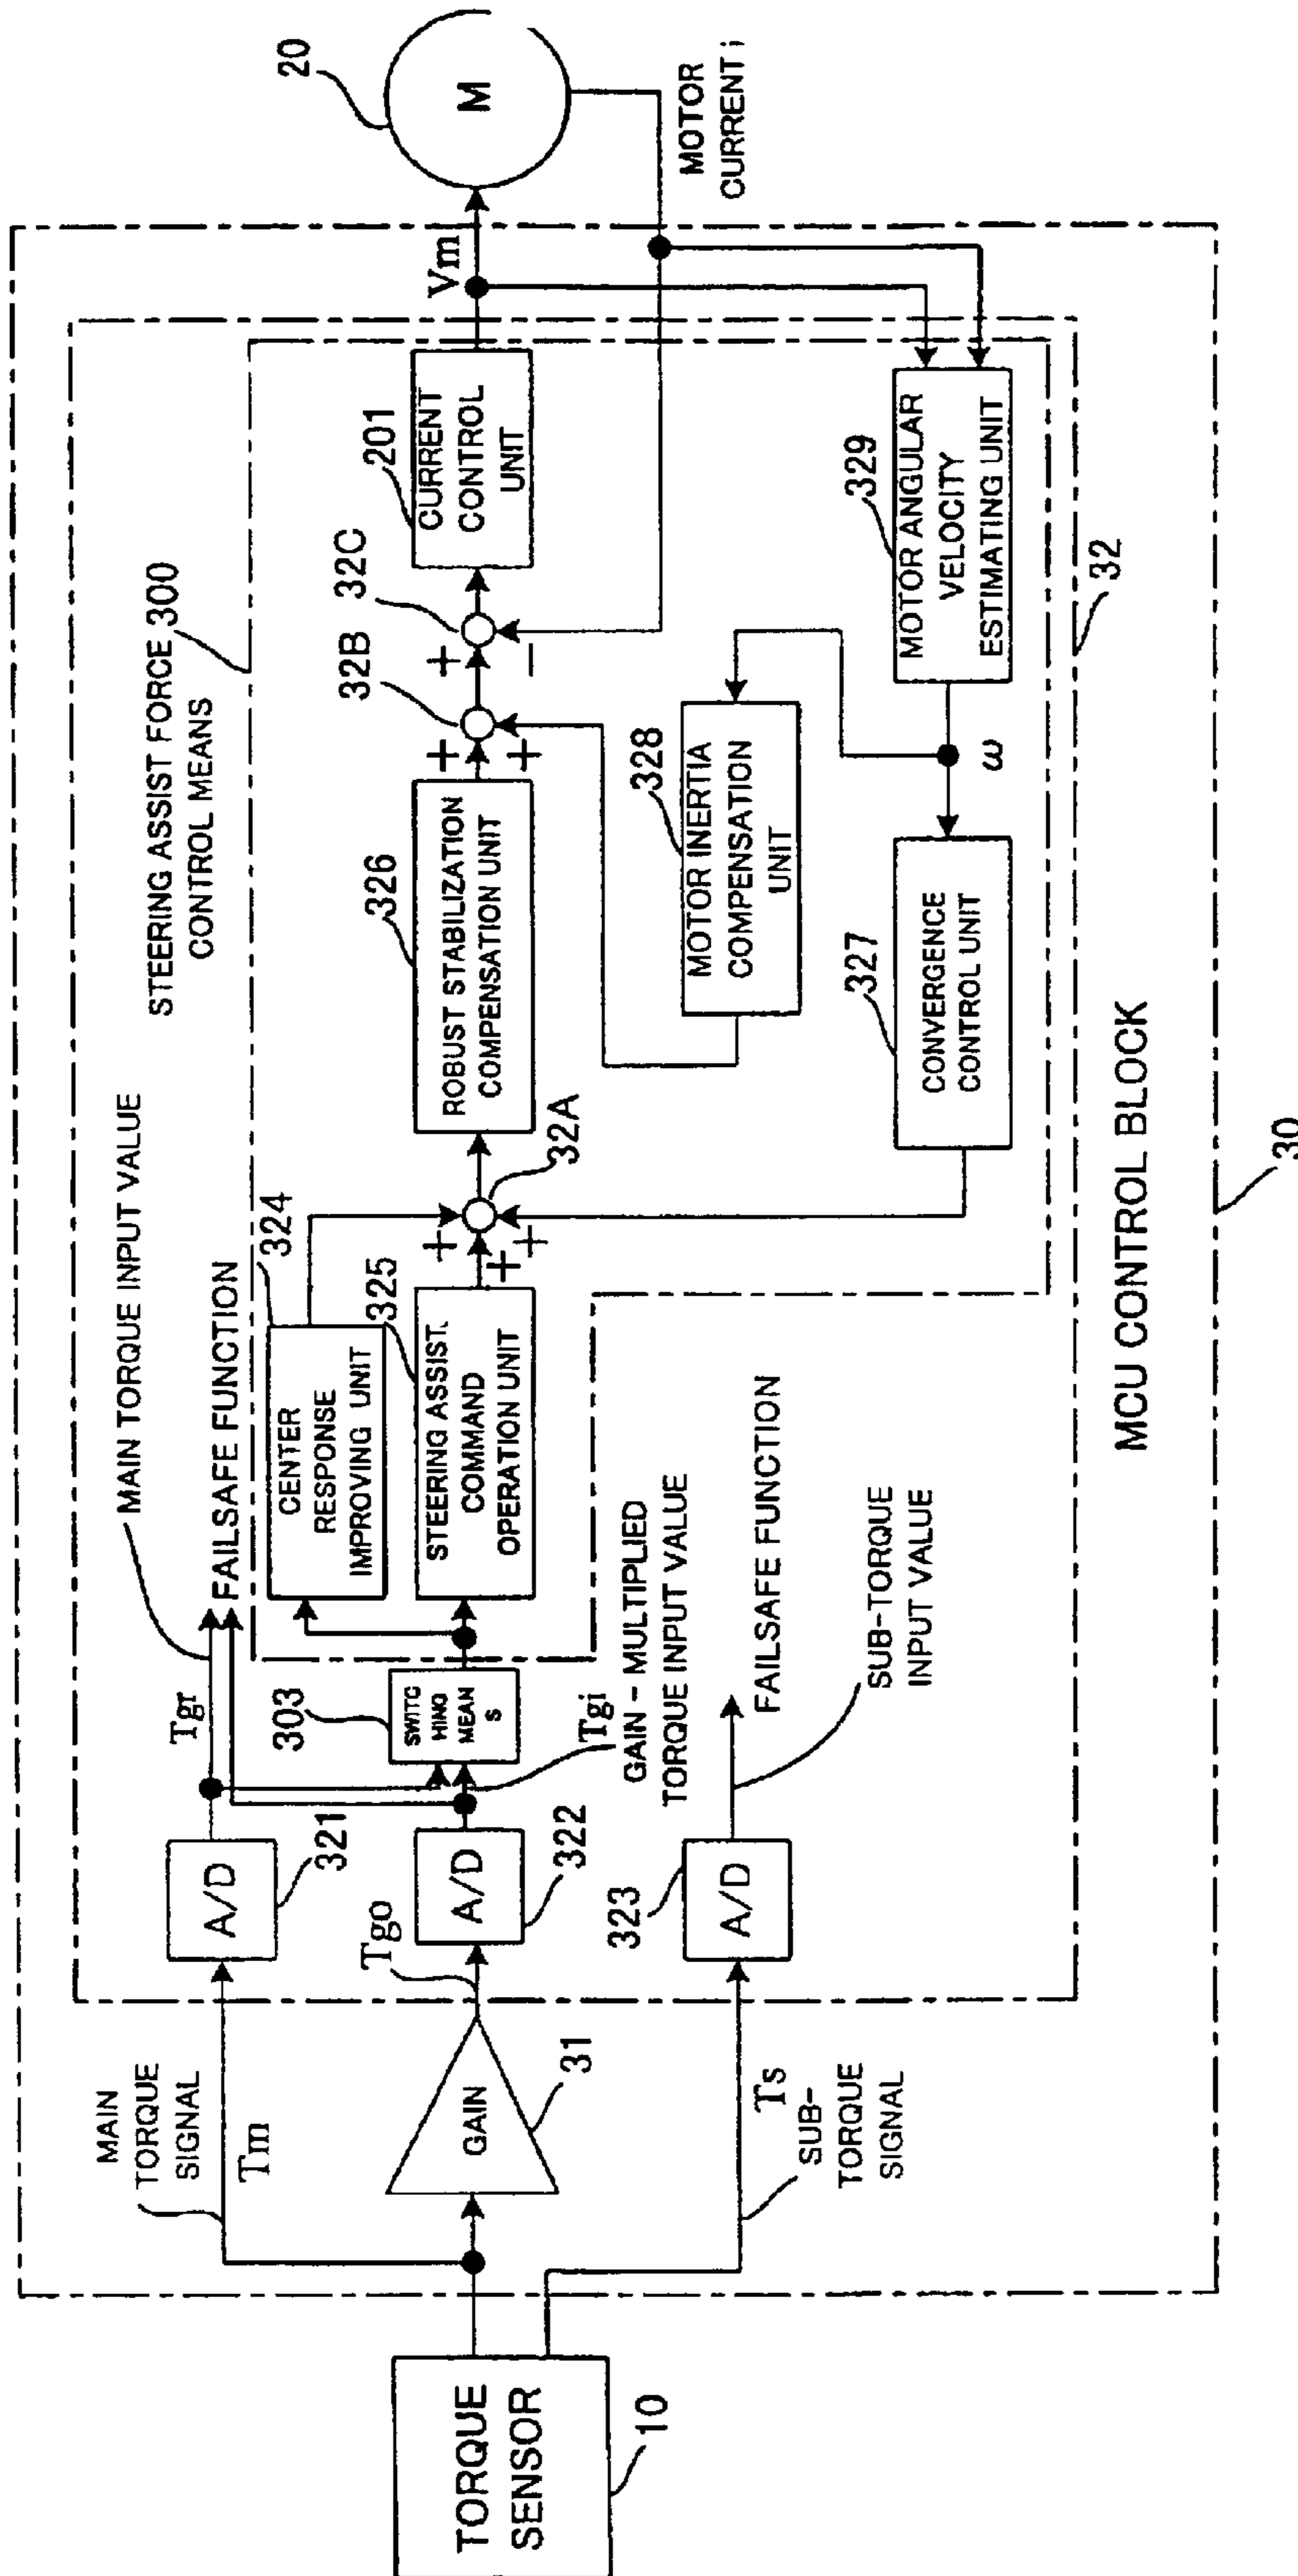 TORQUE
SENSOR
10
MAIN
TORQUE
SIGNAL
Tm
GAIN
31
Ts
SUB-
TORQUE
SIGNAL
Tgo
A/D
321
A/D
322
A/D
323
Tgr
MAIN TORQUE INPUT VALUE
FAILSAFE FUNCTION
303
SWITC
HING
MEAN
S
Tgi
GAIN - MULTIPLIED
TORQUE INPUT VALUE
FAILSAFE FUNCTION
SUB-TORQUE
INPUT VALUE
324
CENTER
RESPONSE
IMPROVING UNIT
325
STEERING ASSIST
COMMAND
OPERATION UNIT
+
+
+
32A
STEERING ASSIST FORCE 300
CONTROL MEANS
326
ROBUST STABILIZATION
COMPENSATION UNIT
+
+
32B
+
−
32C
201
CURRENT
CONTROL
UNIT
Vm
20
M
MOTOR
CURRENT i
328
MOTOR INERTIA
COMPENSATION
UNIT
327
CONVERGENCE
CONTROL UNIT
ω
329
MOTOR ANGULAR
VELOCITY
ESTIMATING UNIT
32
MCU CONTROL BLOCK
30